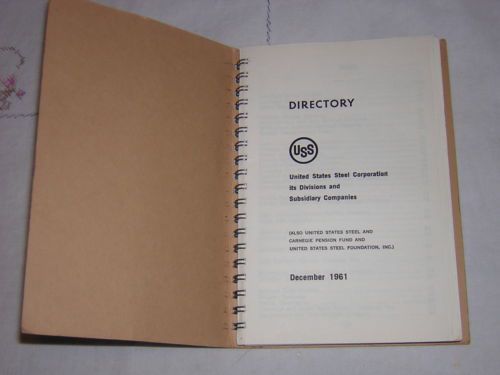 DIRECTORY
USS
United States Steel Corporation
its Divisions and
Subsidiary Companies
(ALSO UNITED STATES STEEL AND
CARNEGIE PENSION FUND AND
UNITED STATES STEEL FOUNDATION, INC.)
December 1961